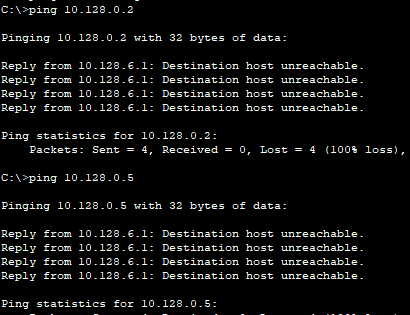 C:\>ping 10.128.0.2
Pinging 10.128.0.2 with 32 bytes of data:
Reply from 10.128.6.1: Destination host unreachable.
Reply from 10.128.6.1: Destination host unreachable.
Reply from 10.128.6.1: Destination host unreachable.
Reply from 10.128.6.1: Destination host unreachable.
Ping statistics for 10.128.0.2:
    Packets: Sent = 4, Received = 0, Lost = 4 (100% loss),
C:\>ping 10.128.0.5
Pinging 10.128.0.5 with 32 bytes of data:
Reply from 10.128.6.1: Destination host unreachable.
Reply from 10.128.6.1: Destination host unreachable.
Reply from 10.128.6.1: Destination host unreachable.
Reply from 10.128.6.1: Destination host unreachable.
Ping statistics for 10.128.0.5: